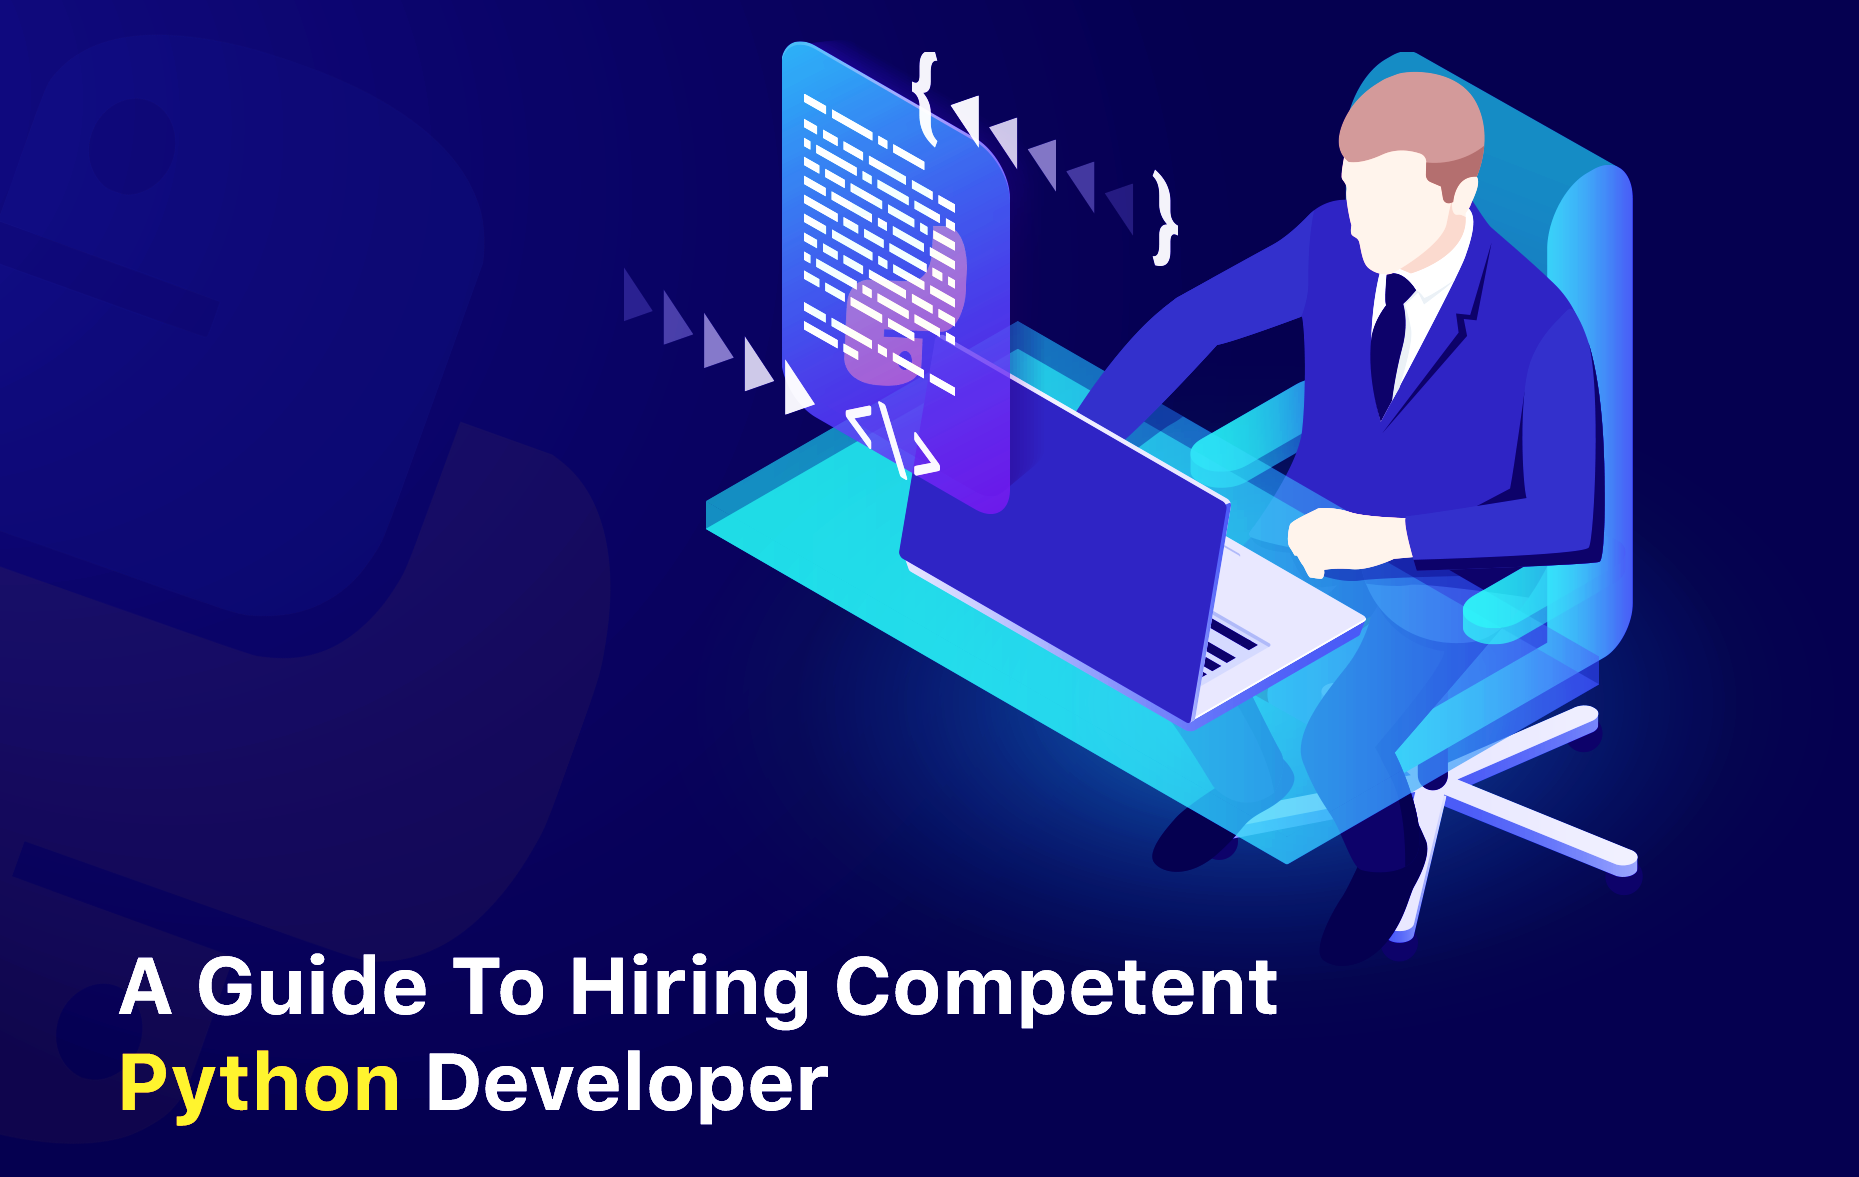 {
}
</>
A Guide To Hiring Competent
Python Developer